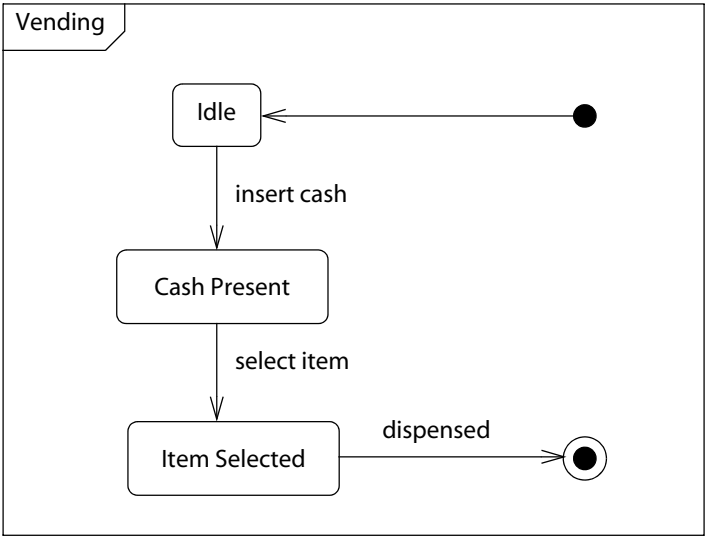 Vending
Idle
insert cash
Cash Present
select item
Item Selected
dispensed